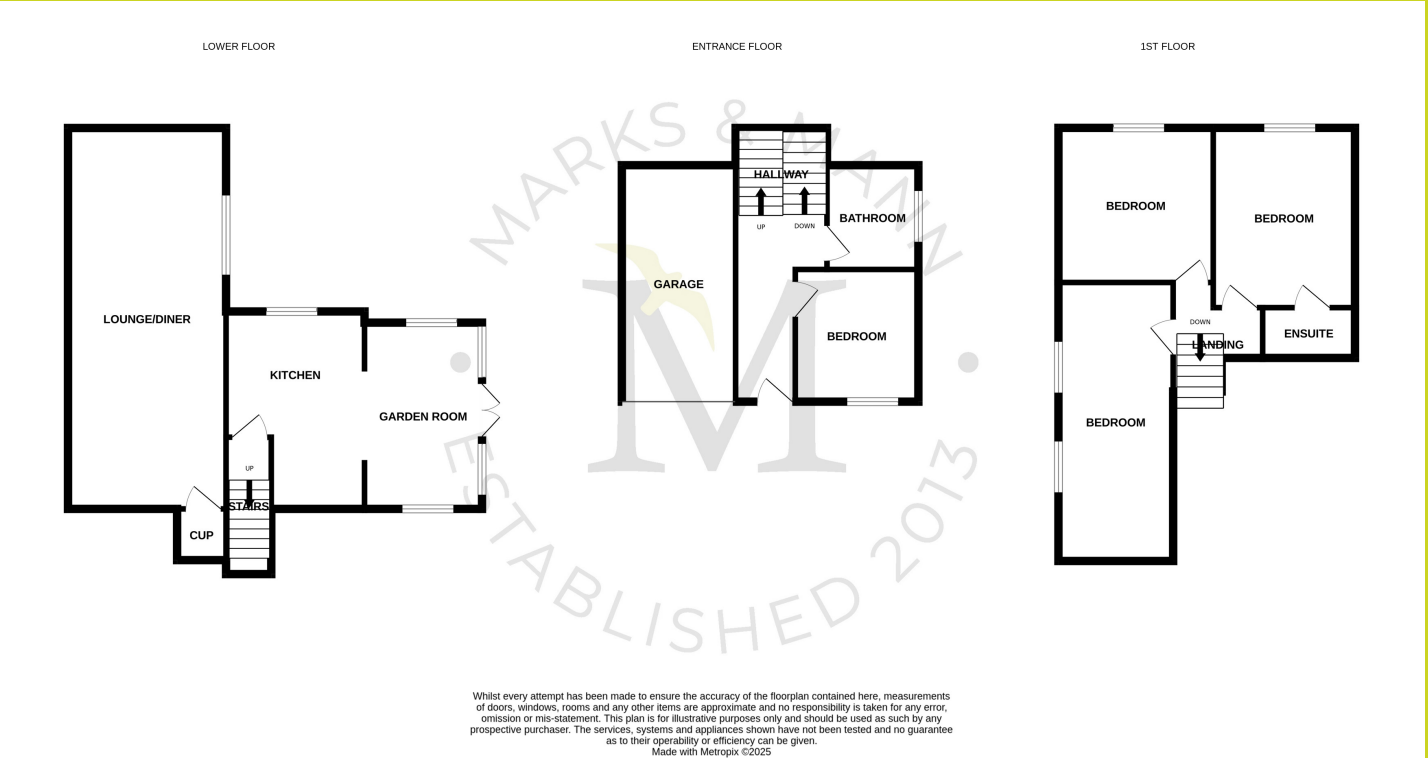 LOWER FLOOR
ENTRANCE FLOOR
1ST FLOOR
LOUNGE/DINER
KITCHEN
GARDEN ROOM
UP
STAIRS
CUP
HALLWAY
UP
DOWN
BATHROOM
GARAGE
BEDROOM
BEDROOM
BEDROOM
DOWN
LANDING
ENSUITE
BEDROOM
MARKS & MANN
M
ESTABLISHED 2013
Whilst every attempt has been made to ensure the accuracy of the floorplan contained here, measurements
of doors, windows, rooms and any other items are approximate and no responsibility is taken for any error,
omission or mis-statement. This plan is for illustrative purposes only and should be used as such by any
prospective purchaser. The services, systems and appliances shown have not been tested and no guarantee
as to their operability or efficiency can be given.
Made with Metropix ©2025